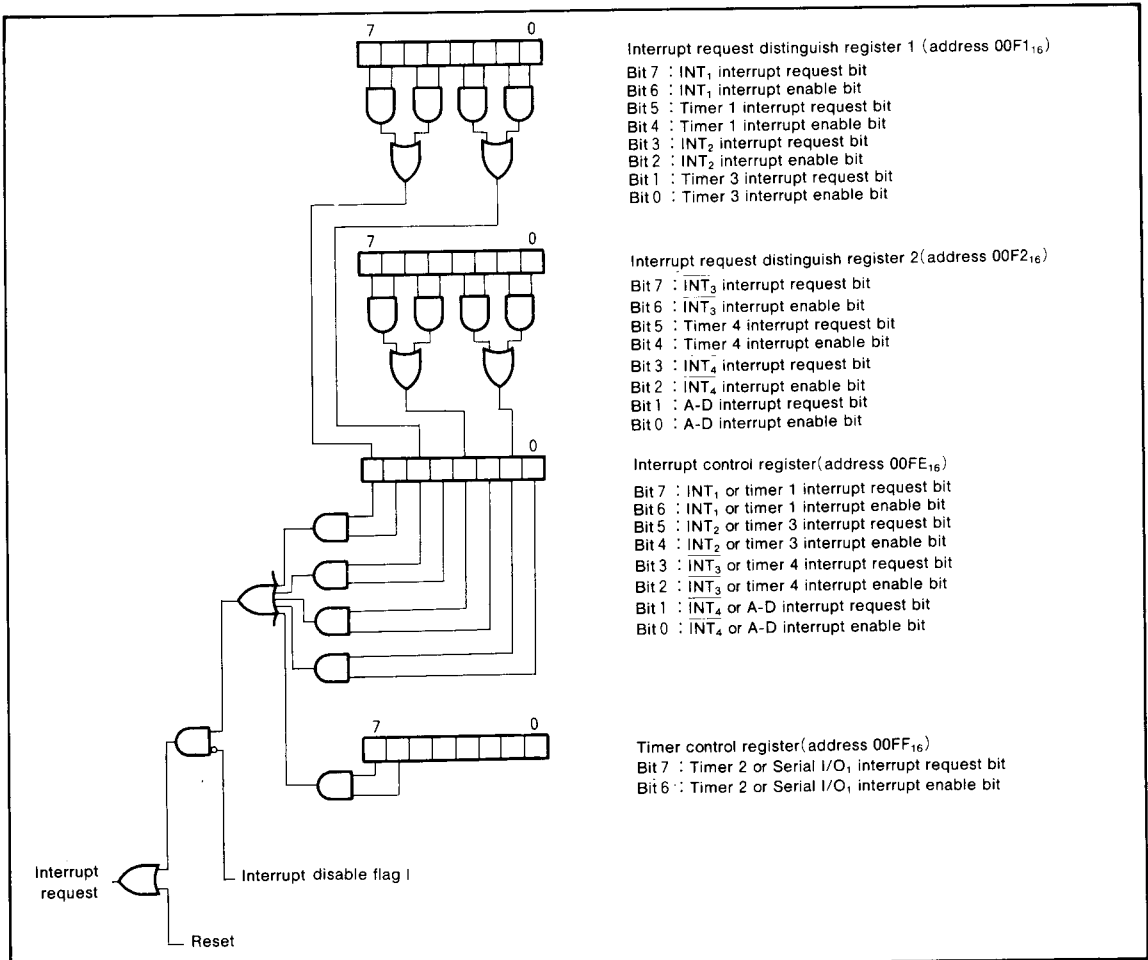 7 0
Interrupt request distinguish register 1 (address 00F1₁₆)
Bit 7 : INT₁ interrupt request bit
Bit 6 : INT₁ interrupt enable bit
Bit 5 : Timer 1 interrupt request bit
Bit 4 : Timer 1 interrupt enable bit
Bit 3 : INT₂ interrupt request bit
Bit 2 : INT₂ interrupt enable bit
Bit 1 : Timer 3 interrupt request bit
Bit 0 : Timer 3 interrupt enable bit
7 0
Interrupt request distinguish register 2(address 00F2₁₆)
Bit 7 : I̅N̅T̅₃ interrupt request bit
Bit 6 : I̅N̅T̅₃ interrupt enable bit
Bit 5 : Timer 4 interrupt request bit
Bit 4 : Timer 4 interrupt enable bit
Bit 3 : I̅N̅T̅₄ interrupt request bit
Bit 2 : I̅N̅T̅₄ interrupt enable bit
Bit 1 : A-D interrupt request bit
Bit 0 : A-D interrupt enable bit
0
Interrupt control register(address 00FE₁₆)
Bit 7 : INT₁ or timer 1 interrupt request bit
Bit 6 : INT₁ or timer 1 interrupt enable bit
Bit 5 : INT₂ or timer 3 interrupt request bit
Bit 4 : INT₂ or timer 3 interrupt enable bit
Bit 3 : I̅N̅T̅₃ or timer 4 interrupt request bit
Bit 2 : I̅N̅T̅₃ or timer 4 interrupt enable bit
Bit 1 : I̅N̅T̅₄ or A-D interrupt request bit
Bit 0 : I̅N̅T̅₄ or A-D interrupt enable bit
7 0
Timer control register(address 00FF₁₆)
Bit 7 : Timer 2 or Serial I/O₁ interrupt request bit
Bit 6 : Timer 2 or Serial I/O₁ interrupt enable bit
Interrupt
request
Interrupt disable flag I
Reset